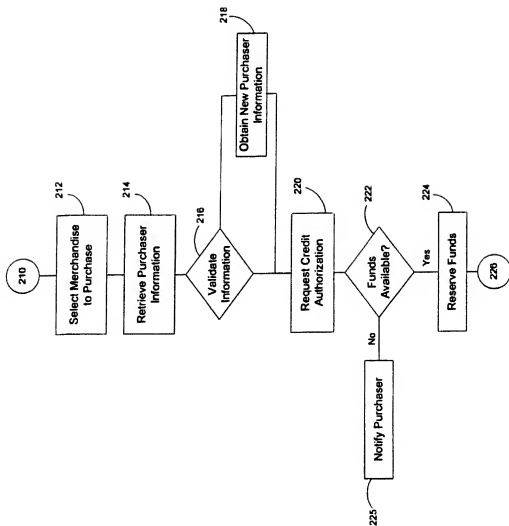 210
212
Select Merchandise
to Purchase
214
Retrieve Purchaser
Information
216
Validate
Information
218
Obtain New Purchaser
Information
220
Request Credit
Authorization
222
Funds
Available?
No
Yes
225
Notify Purchaser
224
Reserve Funds
226